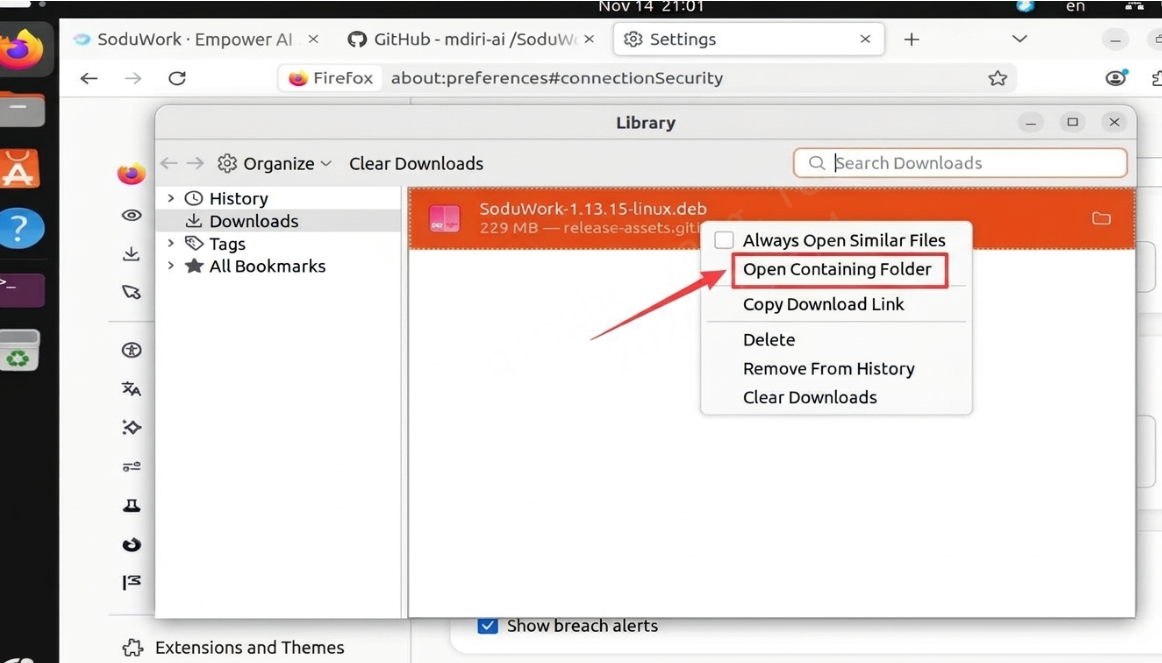 Nov 14 21:01
en
SoduWork · Empower AI
GitHub - mdiri-ai /SoduWo
Settings
FireFox
about:preferences#connectionSecurity
Library
Organize
Clear Downloads
Search Downloads
History
Downloads
Tags
All Bookmarks
SoduWork-1.13.15-linux.deb
229 MB — release-assets.giti
Always Open Similar Files
Open Containing Folder
Copy Download Link
Delete
Remove From History
Clear Downloads
Show breach alerts
Extensions and Themes